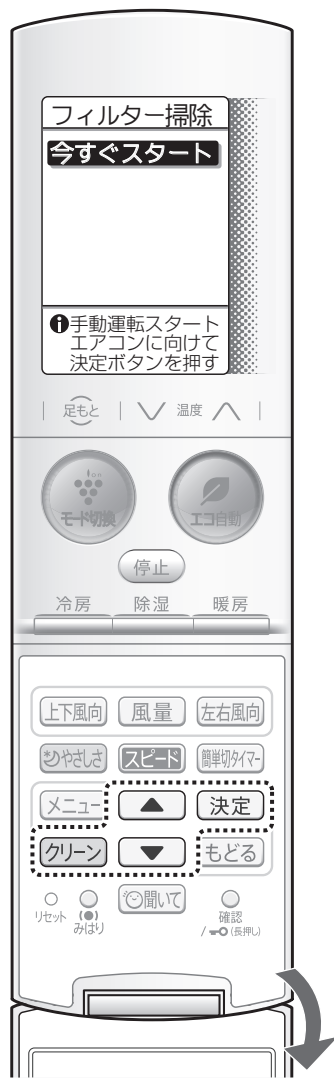 フィルター掃除
今すぐスタート
❶手動運転スタート
エアコンに向けて
決定ボタンを押す
足もと 温度
ion
モード切換 エコ自動
停止
冷房 除湿 暖房
上下風向 風量 左右風向
やさしさ スピード 簡単切タイマー
メニュー ▲ 決定
クリーン ▼ もどる
リセット みはり 聞いて 確認
/ (長押し)